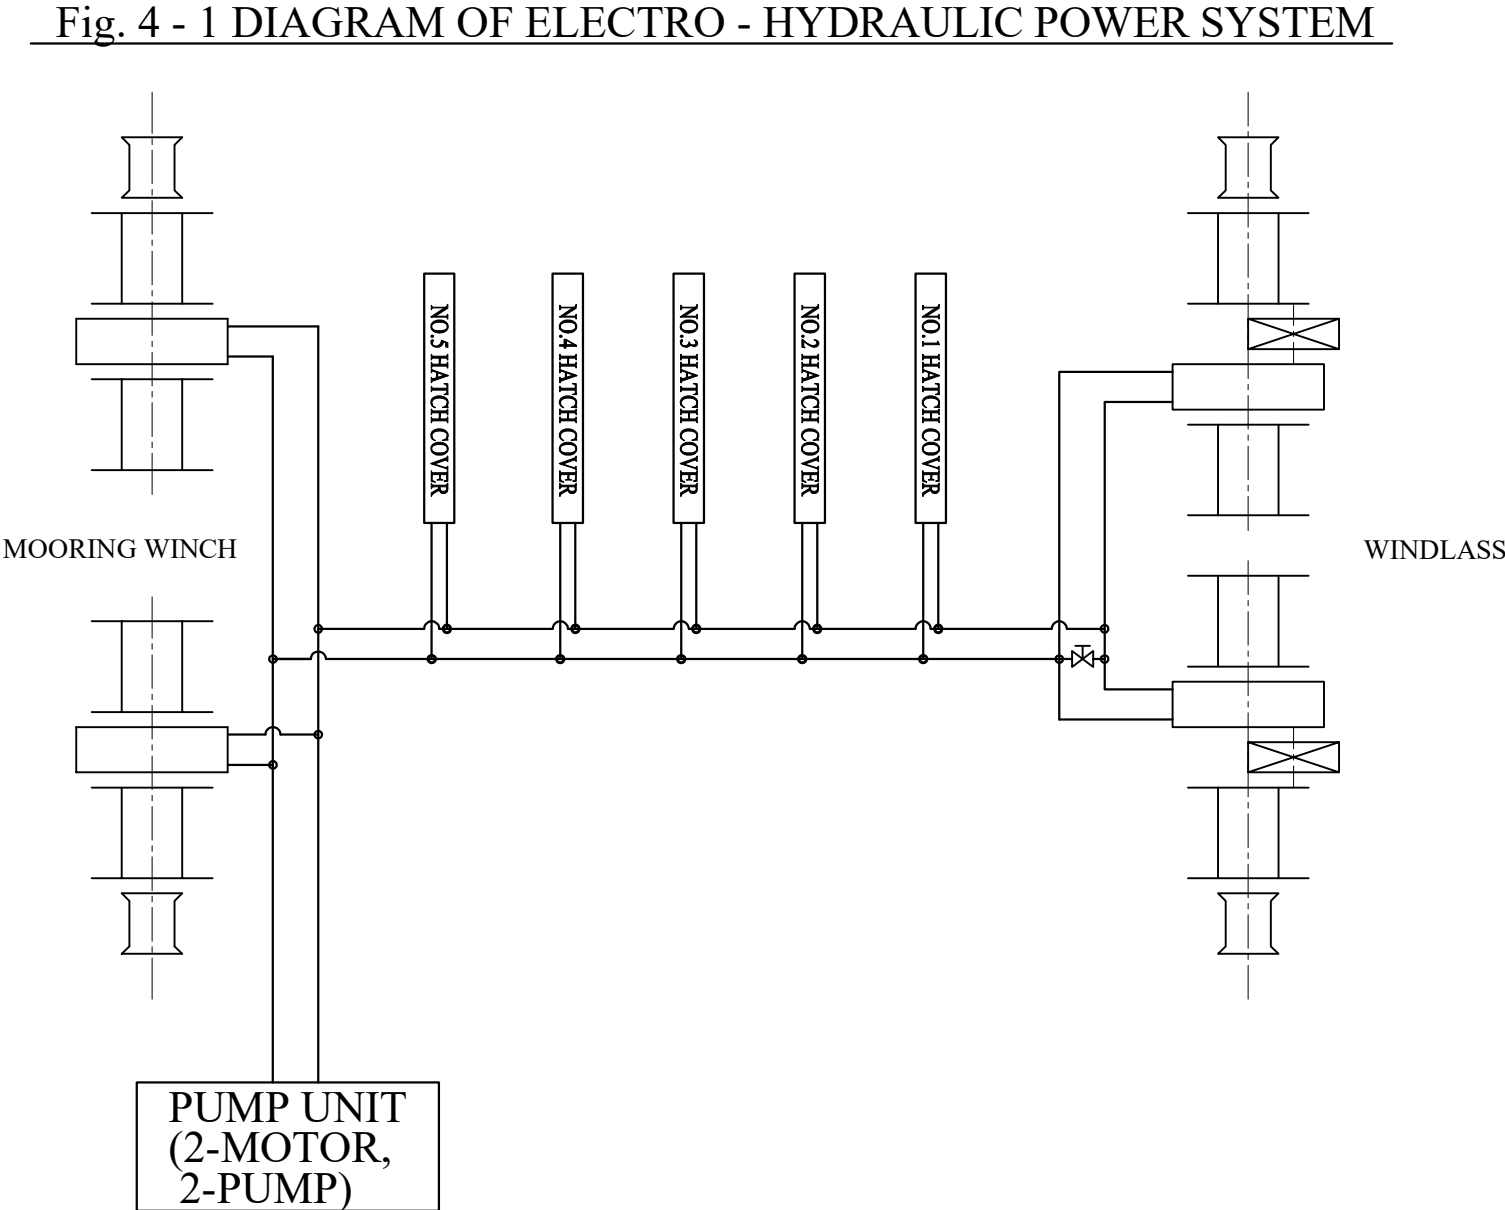 Fig. 4 - 1 DIAGRAM OF ELECTRO - HYDRAULIC POWER SYSTEM
NO.5 HATCH COVER
NO.4 HATCH COVER
NO.3 HATCH COVER
NO.2 HATCH COVER
NO.1 HATCH COVER
MOORING WINCH
WINDLASS
PUMP UNIT
(2-MOTOR,
2-PUMP)